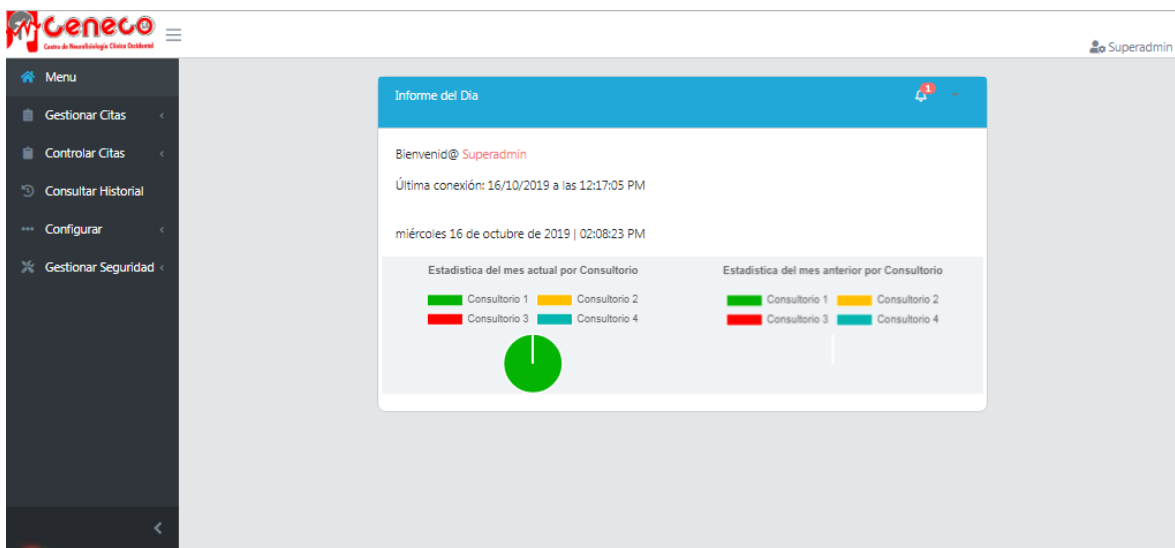 Ceneco
Centro de Neurofisiología Clínica Occidental
Superadmin
Menu
Gestionar Citas
Controlar Citas
Consultar Historial
Configurar
Gestionar Seguridad
Informe del Día
1
Bienvenid@ Superadmin
Última conexión: 16/10/2019 a las 12:17:05 PM
miércoles 16 de octubre de 2019 | 02:08:23 PM
Estadistica del mes actual por Consultorio
Consultorio 1 Consultorio 2
Consultorio 3 Consultorio 4
Estadistica del mes anterior por Consultorio
Consultorio 1 Consultorio 2
Consultorio 3 Consultorio 4